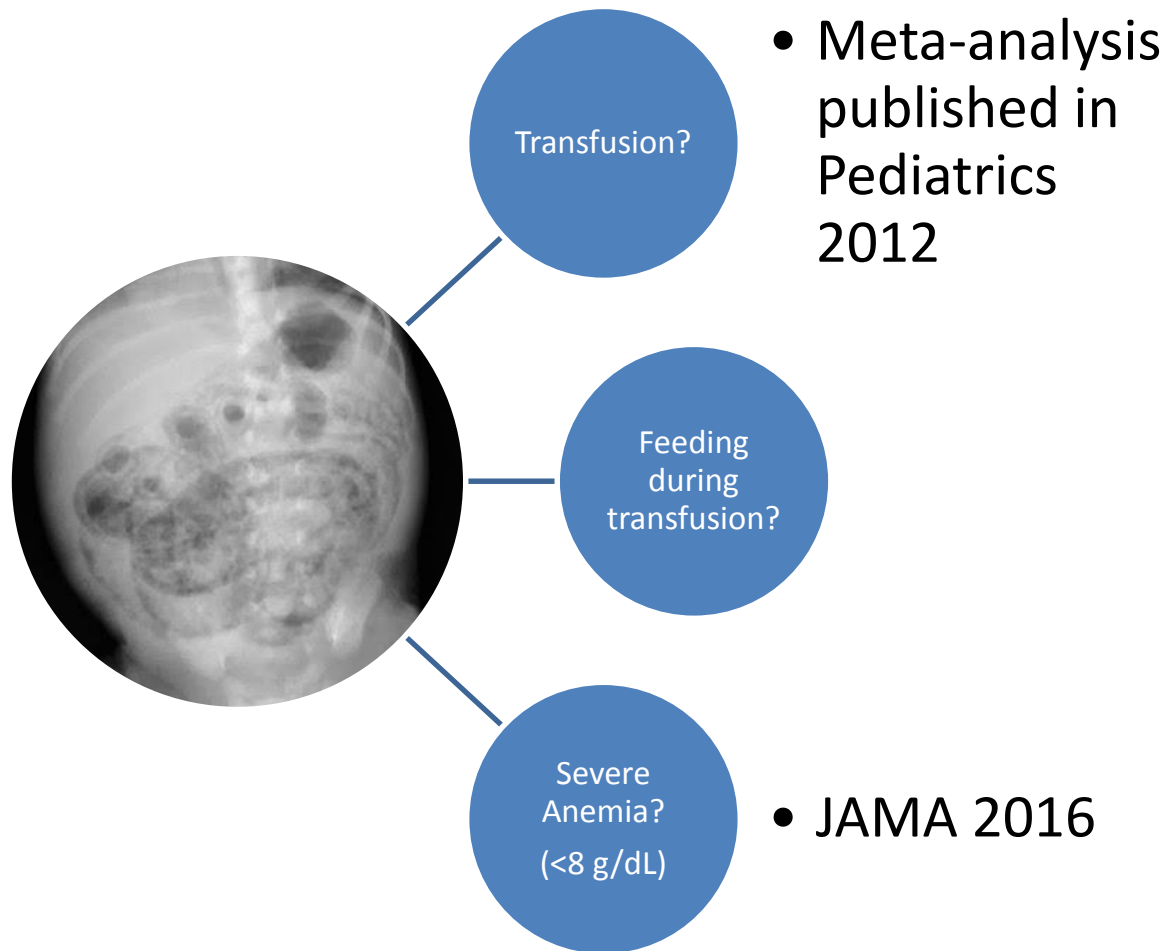 Transfusion?
• Meta-analysis
published in
Pediatrics
2012
Feeding
during
transfusion?
Severe
Anemia?
(<8 g/dL)
• JAMA 2016